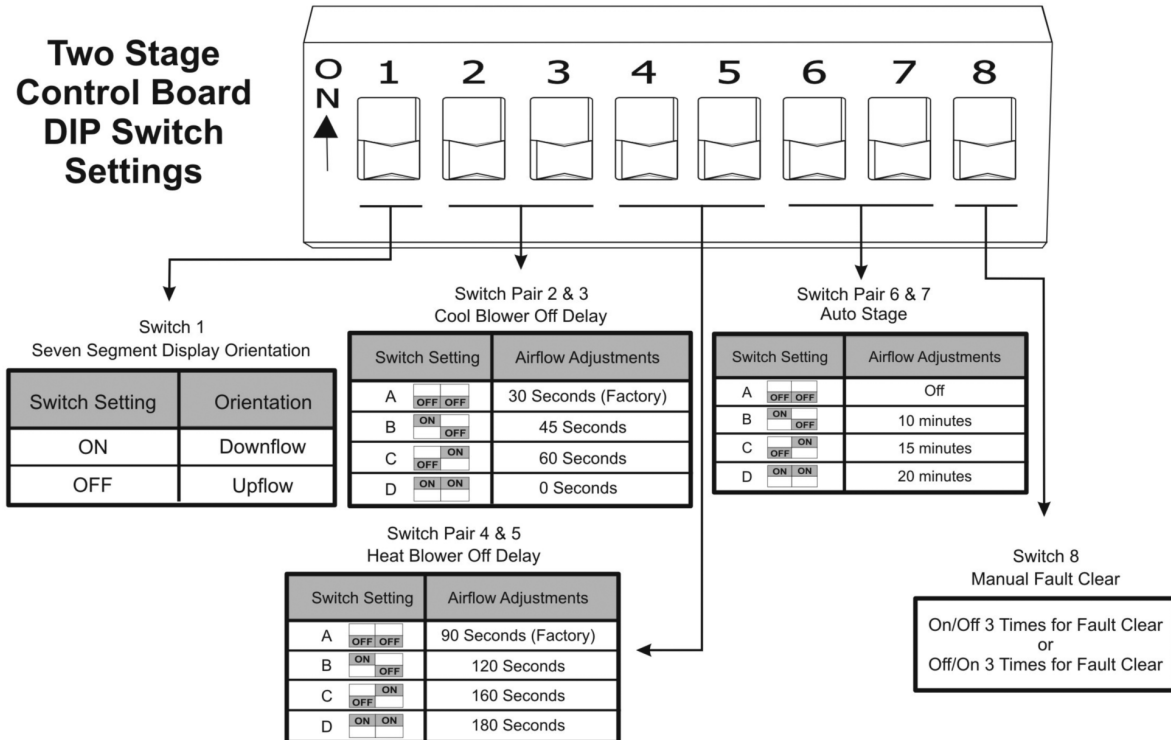 Two Stage
Control Board
DIP Switch
Settings
ON
1 2 3 4 5 6 7 8
Switch 1
Seven Segment Display Orientation
Switch Setting Orientation
ON Downflow
OFF Upflow
Switch Pair 2 & 3
Cool Blower Off Delay
Switch Setting Airflow Adjustments
A OFF OFF 30 Seconds (Factory)
B ON OFF 45 Seconds
C OFF ON 60 Seconds
D ON ON 0 Seconds
Switch Pair 6 & 7
Auto Stage
Switch Setting Airflow Adjustments
A OFF OFF Off
B ON OFF 10 minutes
C OFF ON 15 minutes
D ON ON 20 minutes
Switch Pair 4 & 5
Heat Blower Off Delay
Switch Setting Airflow Adjustments
A OFF OFF 90 Seconds (Factory)
B ON OFF 120 Seconds
C OFF ON 160 Seconds
D ON ON 180 Seconds
Switch 8
Manual Fault Clear
On/Off 3 Times for Fault Clear
or
Off/On 3 Times for Fault Clear